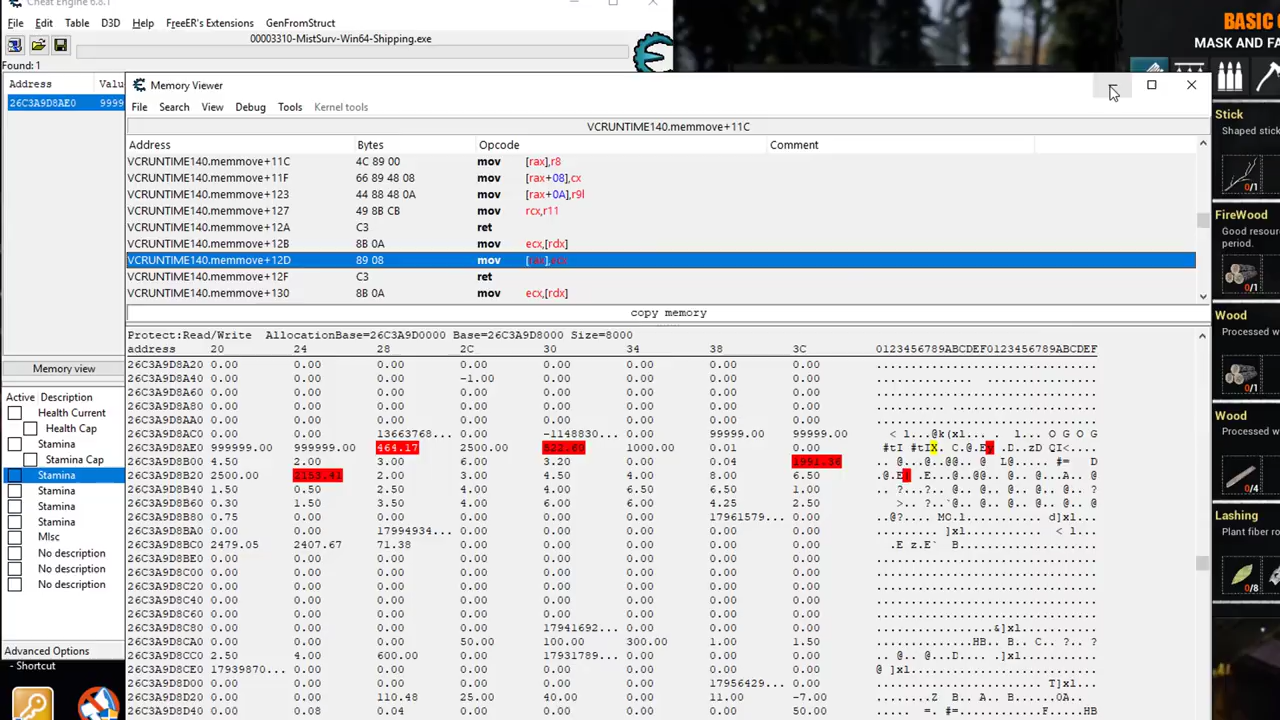 Cheat Engine 6.8.1
File Edit Table D3D Help FreeER's Extensions GenFromStruct
00003310-MistSurv-Win64-Shipping.exe
Found: 1
Address Valu
26C3A9D8AE0 9999
Memory view
Active Description
Health Current
Health Cap
Stamina
Stamina Cap
Stamina
Stamina
Stamina
Stamina
MIsc
No description
No description
No description
Advanced Options
- Shortcut
Memory Viewer
File Search View Debug Tools Kernel tools
VCRUNTIME140.memmove+11C
Address Bytes Opcode Comment
VCRUNTIME140.memmove+11C 4C 89 00 mov [rax],r8
VCRUNTIME140.memmove+11F 66 89 48 08 mov [rax+08],cx
VCRUNTIME140.memmove+123 44 88 48 0A mov [rax+0A],r9l
VCRUNTIME140.memmove+127 49 8B CB mov rcx,r11
VCRUNTIME140.memmove+12A C3 ret
VCRUNTIME140.memmove+12B 8B 0A mov ecx,[rdx]
VCRUNTIME140.memmove+12D 89 08 mov [rax],ecx
VCRUNTIME140.memmove+12F C3 ret
VCRUNTIME140.memmove+130 8B 0A mov ecx,[rdx]
copy memory
Protect:Read/Write AllocationBase=26C3A9D0000 Base=26C3A9D8000 Size=8000
address 20 24 28 2C 30 34 38 3C 0123456789ABCDEF0123456789ABCDEF
26C3A9D8A20 0.00 0.00 0.00 0.00 0.00 0.00 0.00 0.00
26C3A9D8A40 0.00 0.00 0.00 -1.00 0.00 0.00 0.00 0.00
26C3A9D8A60 0.00 0.00 0.00 0.00 0.00 0.00 0.00 0.00
26C3A9D8A80 0.00 0.00 0.00 0.00 0.00 0.00 0.00 0.00
26C3A9D8AA0 0.00 0.00 0.00 0.00 0.00 0.00 0.00 0.00
26C3A9D8AC0 0.00 0.00 13663768... 0.00 -1148830... 0.00 99999.00 99999.00
26C3A9D8AE0 999999.00 999999.00 464.17 2500.00 822.60 1000.00 0.01 0.09
26C3A9D8B00 4.31 2.00 3.00 6.00 3.20 0.00 0.04 1991.36
26C3A9D8B20 2500.00 2153.41 2.00 3.00 4.50 0.00 8.00 5.50
26C3A9D8B40 1.50 0.50 2.50 4.00 3.65 6.50 6.50 1.00
26C3A9D8B60 0.30 1.50 3.50 4.00 8.00 2.75 4.25 2.25
26C3A9D8B80 0.75 0.00 0.00 0.00 0.00 0.00 17961579... 0.00
26C3A9D8BA0 0.00 0.00 17994934... 0.00 0.00 0.00 0.00 0.00
26C3A9D8BC0 2479.05 2407.67 71.38 0.00 0.00 0.00 0.00 0.00
26C3A9D8BE0 0.00 0.00 0.00 0.00 0.00 0.00 0.00 0.00
26C3A9D8C00 0.00 0.00 0.00 0.00 0.00 0.00 0.00 0.00
26C3A9D8C20 0.00 0.00 0.00 0.00 0.00 0.00 0.00 0.00
26C3A9D8C40 0.00 0.00 0.00 0.00 0.00 0.00 0.00 0.00
26C3A9D8C60 0.00 0.00 0.00 0.00 0.00 0.00 0.00 0.00
26C3A9D8C80 0.00 0.00 0.00 0.00 17941692... 0.00 0.00 0.00
26C3A9D8CA0 0.00 0.00 0.00 50.00 100.00 300.00 1.00 1.50
26C3A9D8CC0 2.50 4.00 600.00 0.00 17931789... 0.00 0.00 0.00
26C3A9D8CE0 17939870... 0.00 0.00 0.00 0.00 0.00 0.00 0.00
26C3A9D8D00 0.00 0.00 0.00 0.00 0.00 0.00 17956429... 0.00
26C3A9D8D20 0.00 0.00 110.48 25.00 40.00 0.00 11.00 -7.00
26C3A9D8D40 0.00 0.08 0.04 0.00 0.00 0.00 0.00 50.00
BASIC
MASK AND FA
Stick
Shaped stick
0/1
FireWood
Good resour
period.
0/1
Wood
Processed w
0/1
Wood
Processed w
0/4
Lashing
Plant fiber ro
0/8